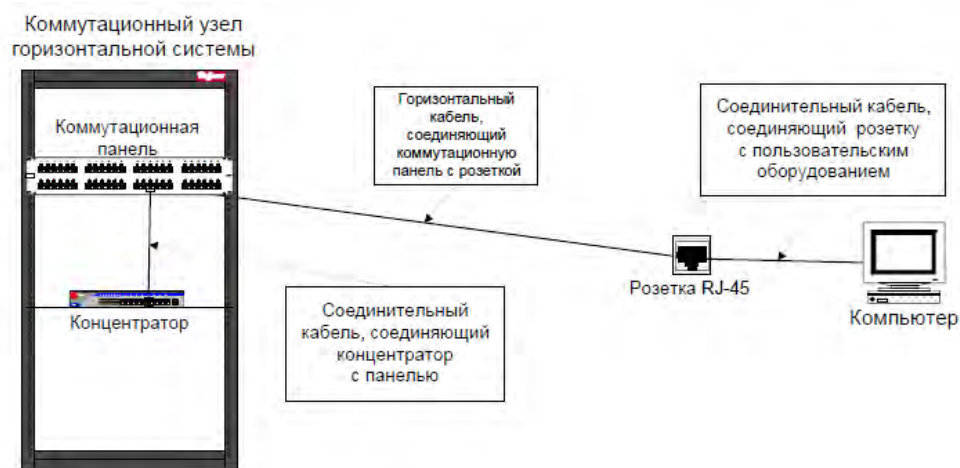 Коммутационный узел
горизонтальной системы
Коммутационная
панель
Горизонтальный
кабель,
соединяющий
коммутационную
панель с розеткой
Соединительный кабель,
соединяющий розетку
с пользовательским
оборудованием
Розетка RJ-45
Компьютер
Концентратор
Соединительный
кабель, соединяющий
концентратор
с панелью